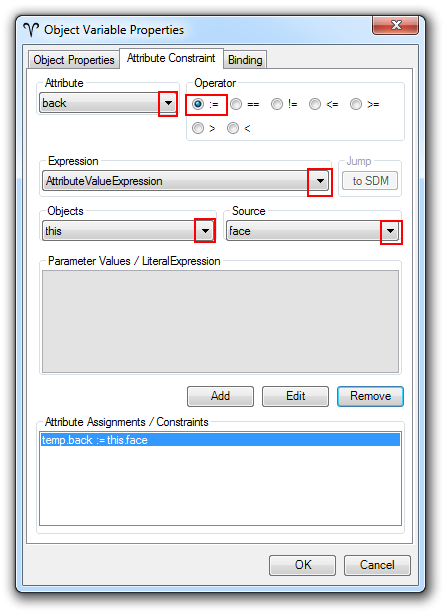 Object Variable Properties
Object Properties
Attribute Constraint
Binding
Attribute
Operator
back
:= == != <= >=
> <
Expression
Jump
AttributeValueExpression
to SDM
Objects
Source
this
face
Parameter Values / LiteralExpression
Add
Edit
Remove
Attribute Assignments / Constraints
temp.back := this.face
OK
Cancel